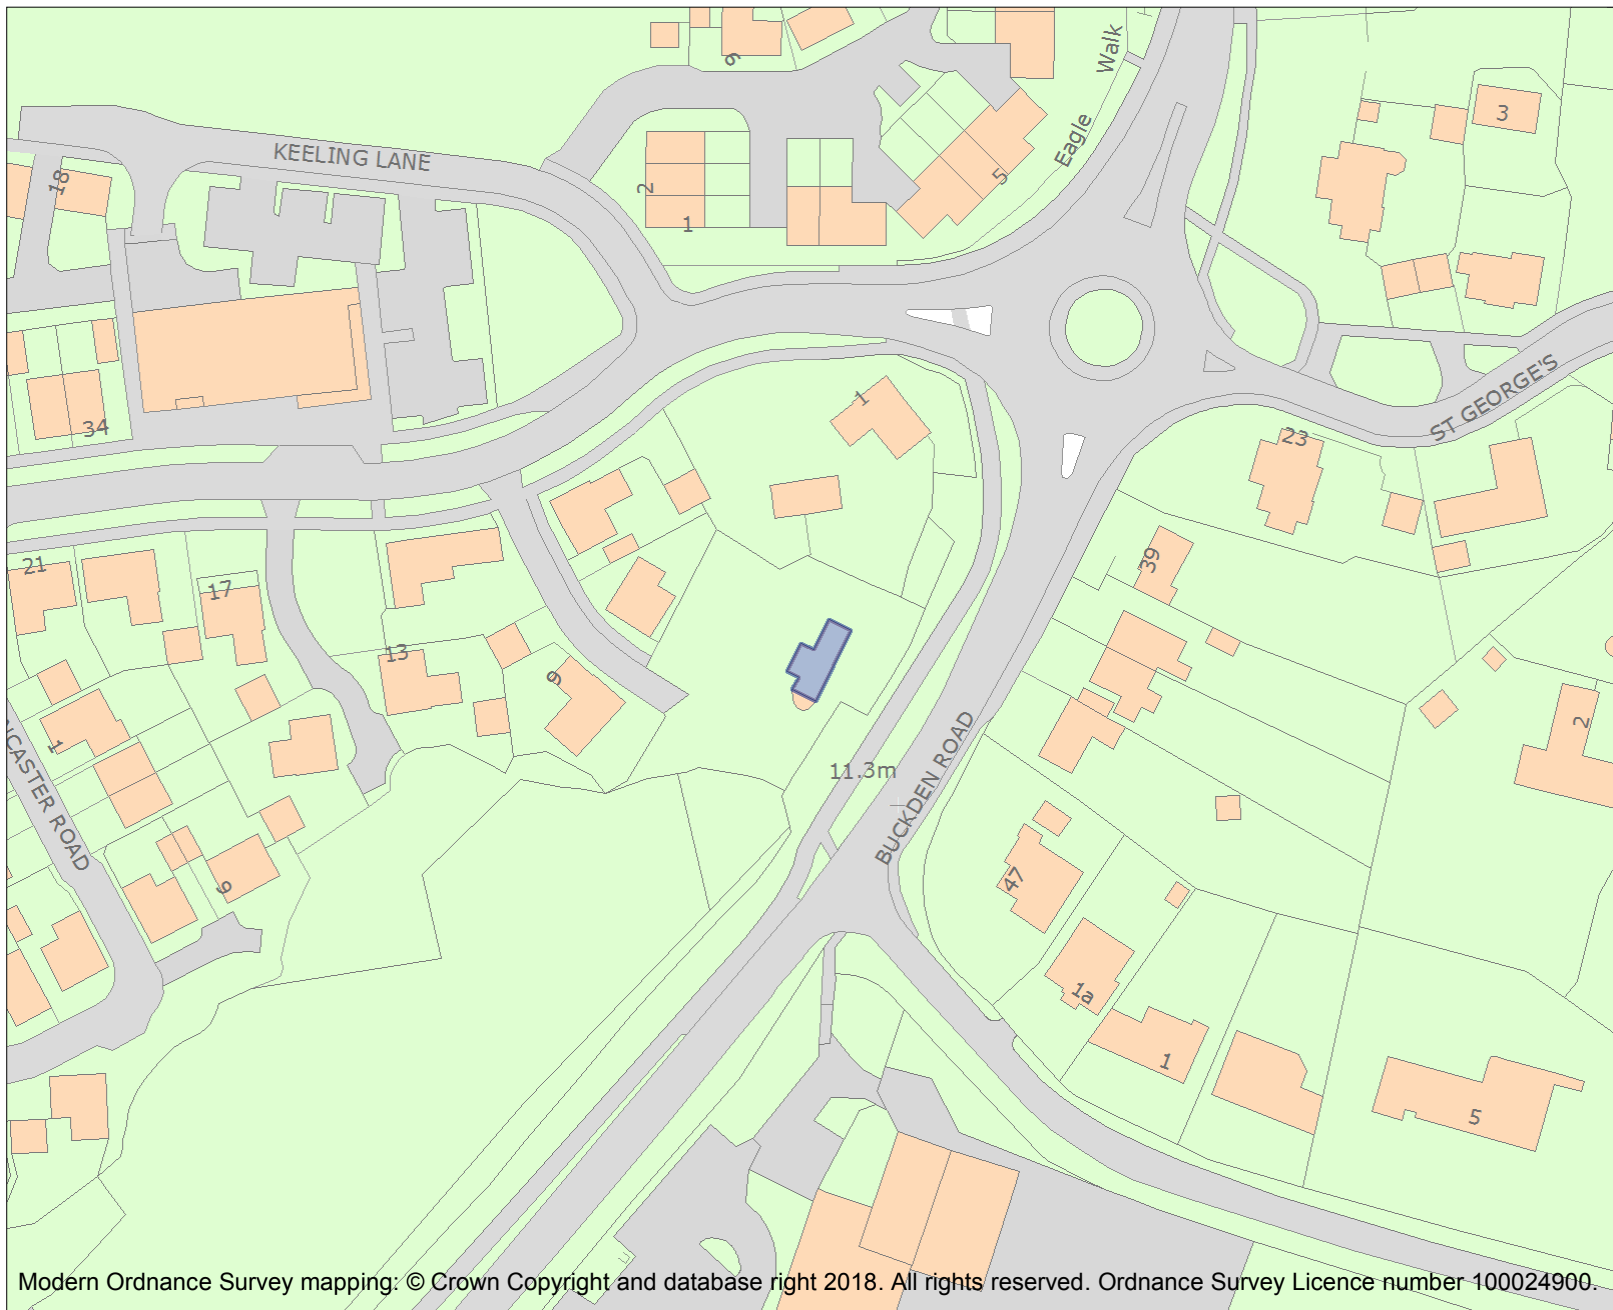 6
Walk
3
KEELING LANE
18
2
1
Eagle
5
1
ST GEORGE'S
34
23
21
17
39
13
9
2
1
NCASTER ROAD
11.3m
BUCKDEN ROAD
9
47
1a
1
5
Modern Ordnance Survey mapping: © Crown Copyright and database right 2018. All rights reserved. Ordnance Survey Licence number 100024900.